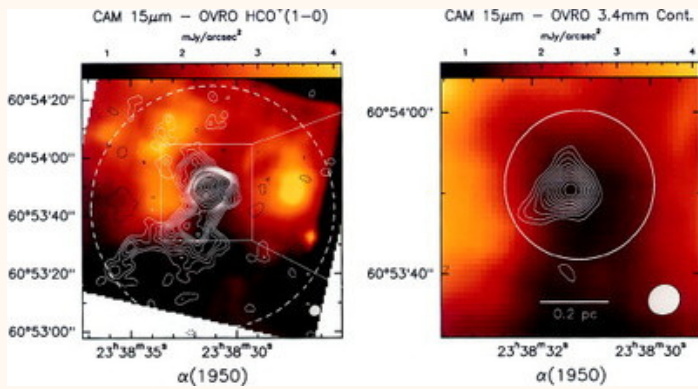 CAM 15μm − OVRO HCO⁺(1−0)
mJy/arcsec²
1 2 3 4
60°54'20"
60°54'00"
60°53'40"
60°53'20"
60°53'00"
23ʰ38ᵐ35ˢ 23ʰ38ᵐ30ˢ
α(1950)
CAM 15μm − OVRO 3.4mm Cont.
mJy/arcsec²
1 2 3 4
60°54'00"
60°53'40"
0.2 pc
23ʰ38ᵐ32ˢ 23ʰ38ᵐ30ˢ
α(1950)